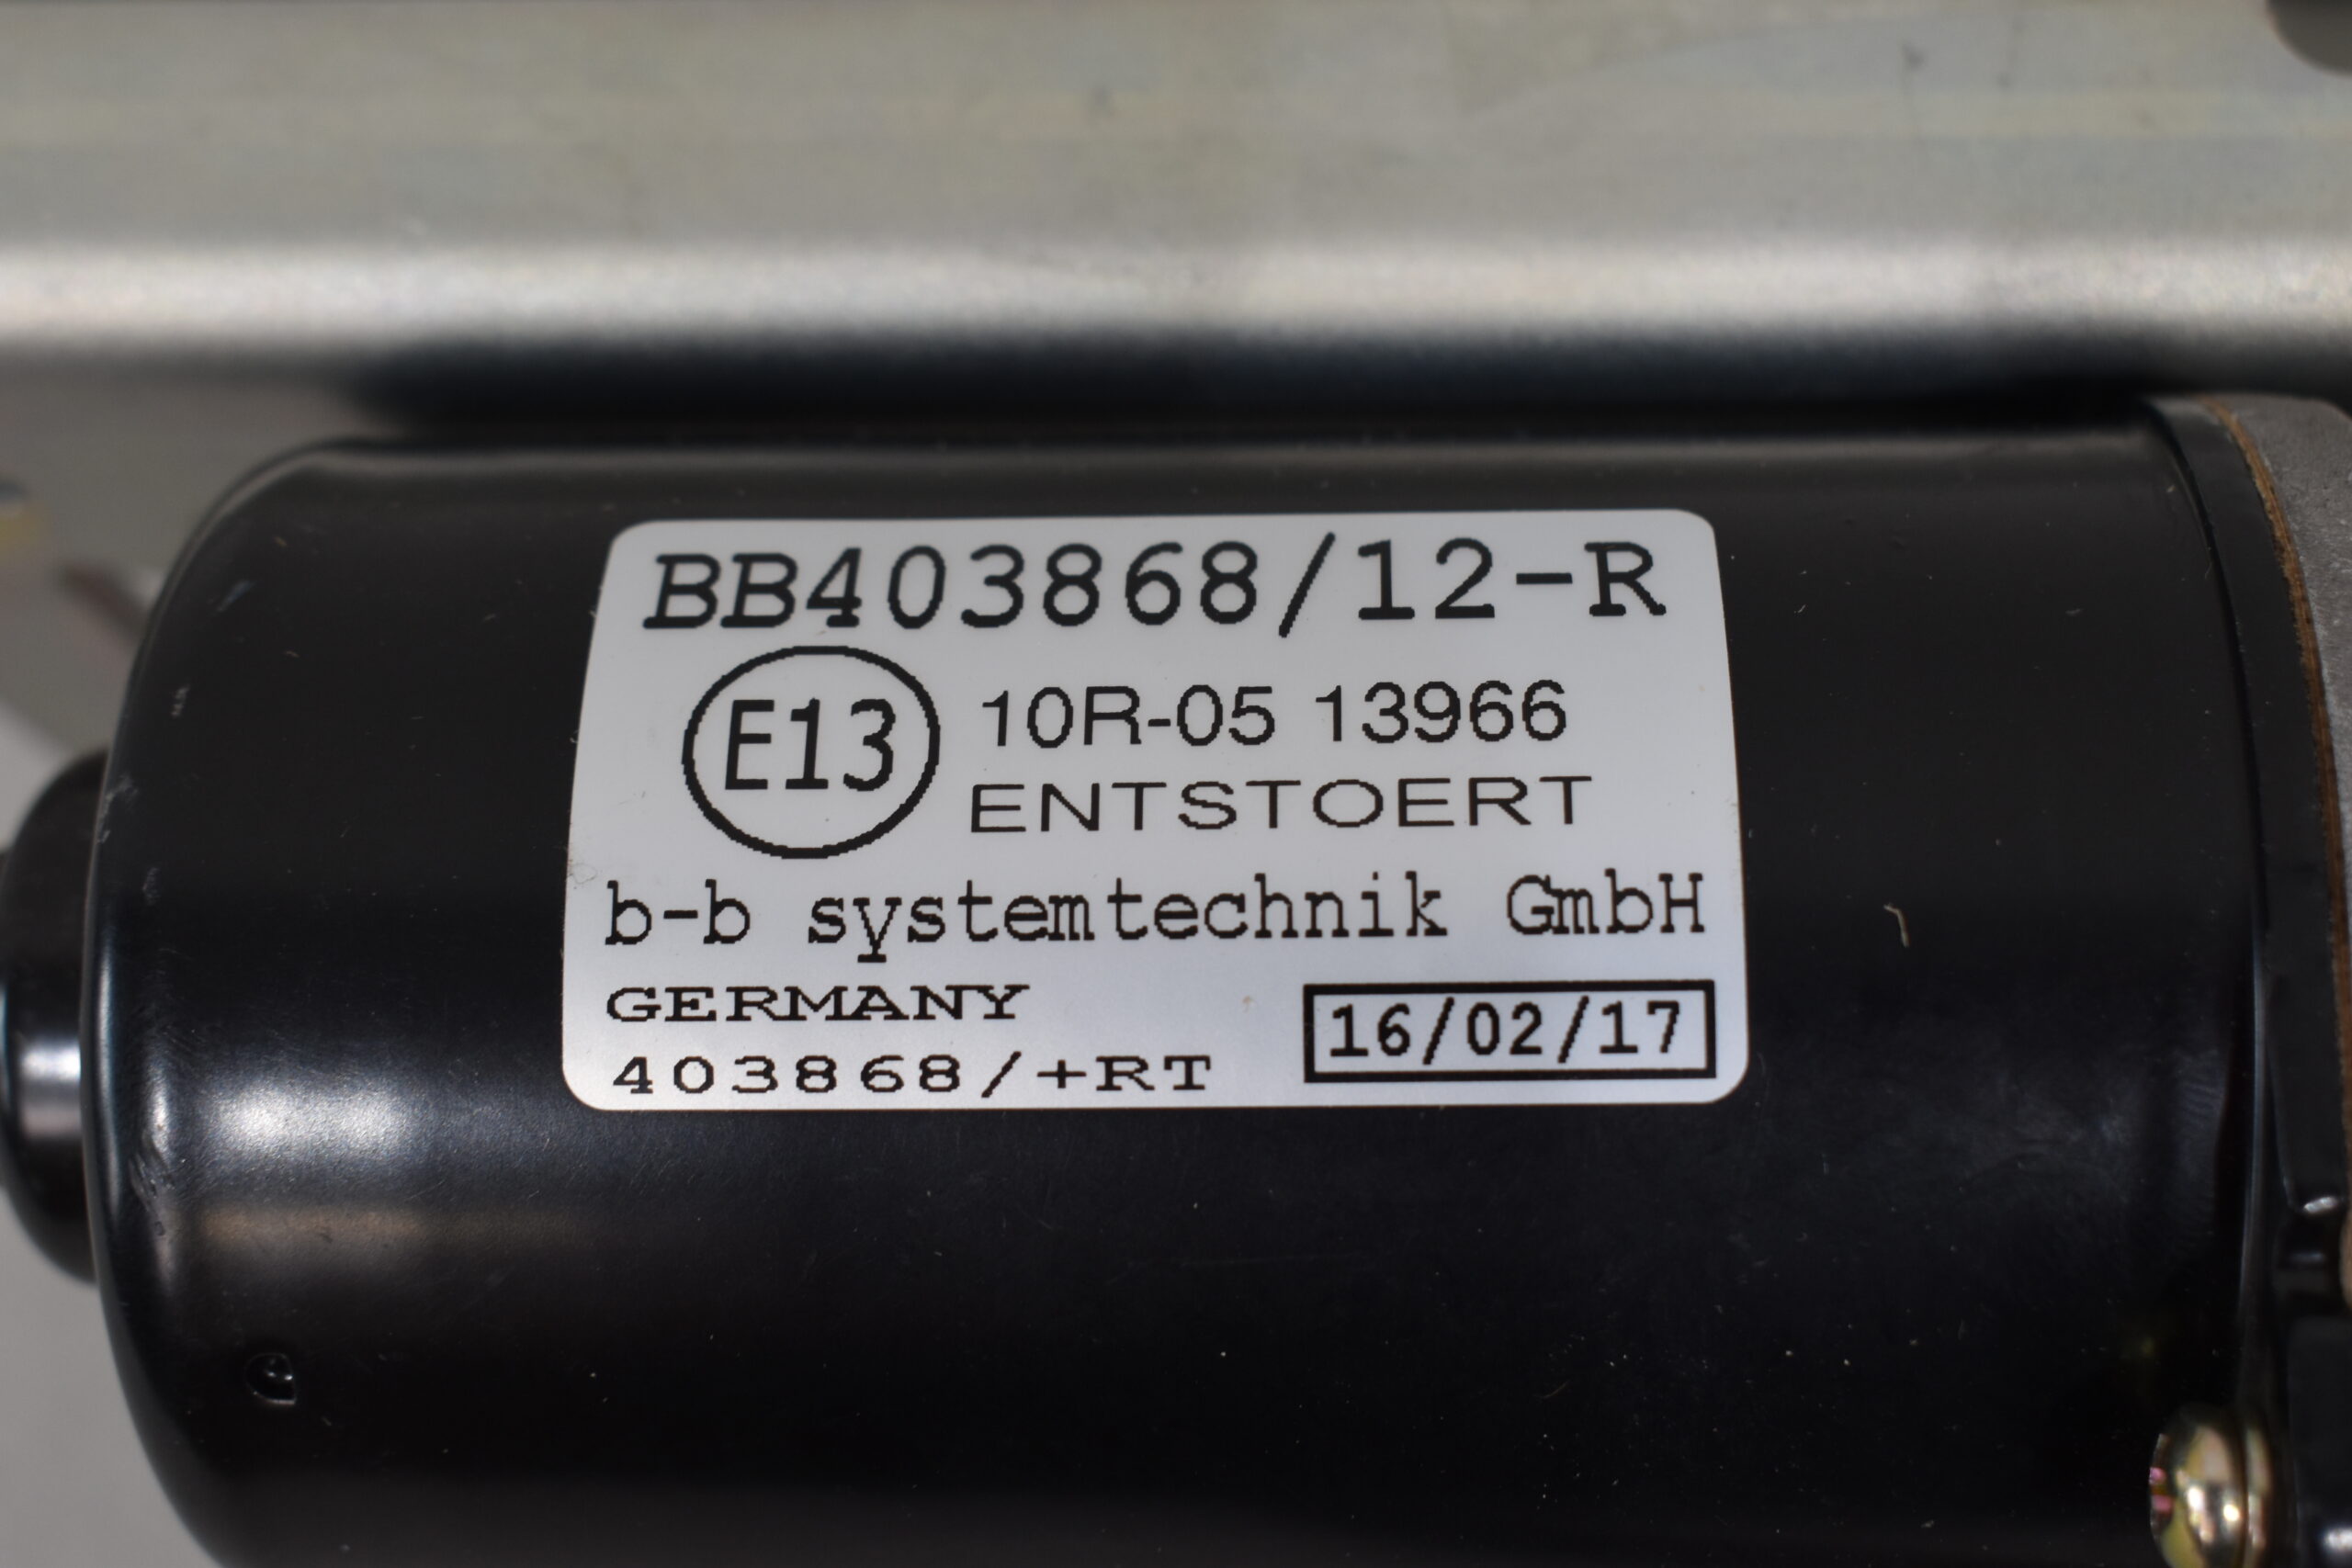 BB403868/12-R
E13 10R-05 13966
ENTSTOERT
b-b systemtechnik GmbH
GERMANY
16/02/17
403868/+RT